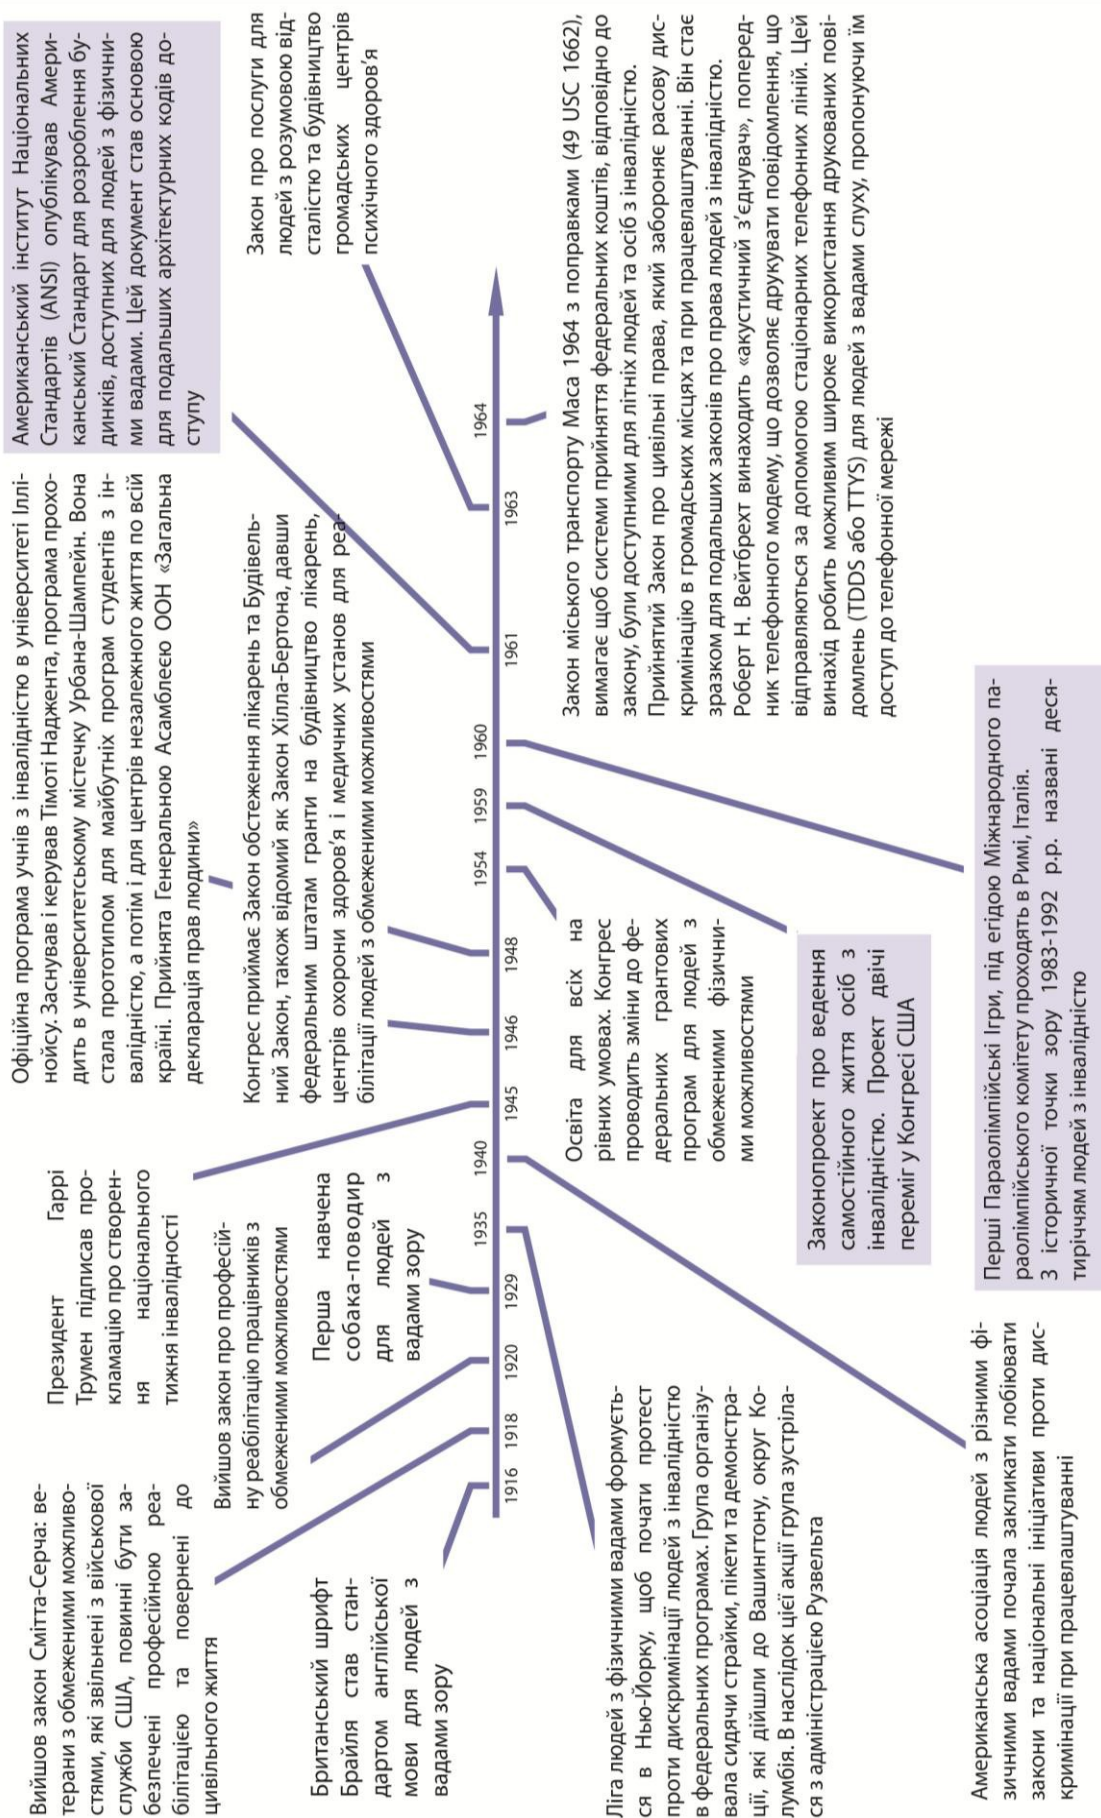 Вийшов закон Смітта-Серча: ве-
терани з обмеженими можливо-
стями, які звільнені з військової
служби США, повинні бути за-
безпечені професійною реа-
білітацією та повернені до
цивільного життя
Президент Гаррі
Трумен підписав про-
кламацію про створен-
ня національного
тижня інвалідності
Офіційна програма учнів з інвалідністю в університеті Іллі-
нойсу. Заснував і керував Тімоті Наджента, програма прохо-
дить в університетському містечку Урбана-Шампейн. Вона
стала прототипом для майбутніх програм студентів з ін-
валідністю, а потім і для центрів незалежного життя по всій
країні. Прийнята Генеральною Асамблеєю ООН «Загальна
декларація прав людини»
Американський інститут Національних
Стандартів (ANSI) опублікував Амери-
канський Стандарт для розроблення бу-
динків, доступних для людей з фізични-
ми вадами. Цей документ став основою
для подальших архітектурних кодів до-
ступу
Вийшов закон про професій-
ну реабілітацію працівників з
обмеженими можливостями
Конгрес приймає Закон обстеження лікарень та Будівель-
ний Закон, також відомий як Закон Хілла-Бертона, давши
федеральним штатам гранти на будівництво лікарень,
центрів охорони здоров'я і медичних установ для реа-
білітації людей з обмеженими можливостями
Закон про послуги для
людей з розумовою від-
сталістю та будівництво
громадських центрів
психічного здоров'я
Британський шрифт
Брайля став стан-
дартом англійської
мови для людей з
вадами зору
Перша навчена
собака-поводир
для людей з
вадами зору
1916
1918
1920
1929
1935
1940
1945
1946
1948
1954
1959
1960
1961
1963
1964
Ліга людей з фізичними вадами формуєть-
ся в Нью-Йорку, щоб почати протест
проти дискримінації людей з інвалідністю
в федеральних програмах. Група організу-
вала сидячи страйки, пікети та демонстра-
ції, які дійшли до Вашингтону, округ Ко-
лумбія. В наслідок цієї акції група зустріла-
ся з адміністрацією Рузвельта
Освіта для всіх на
рівних умовах. Конгрес
проводить зміни до фе-
деральних грантових
програм для людей з
обмеженими фізични-
ми можливостями
Закон міського транспорту Маса 1964 з поправками (49 USC 1662),
вимагає щоб системи прийняття федеральних коштів, відповідно до
закону, були доступними для літніх людей та осіб з інвалідністю.
Прийнятий Закон про цивільні права, який забороняє расову дис-
кримінацію в громадських місцях та при працевлаштуванні. Він стає
зразком для подальших законів про права людей з інвалідністю.
Роберт Н. Вейтбрехт винаходить «акустичний з'єднувач», поперед-
ник телефонного модему, що дозволяє друкувати повідомлення, що
відправляються за допомогою стаціонарних телефонних ліній. Цей
винахід робить можливим широке використання друкованих пові-
домлень (TDDS або TTYS) для людей з вадами слуху, пропонуючи їм
доступ до телефонної мережі
Законопроект про ведення
самостійного життя осіб з
інвалідністю. Проект двічі
переміг у Конгресі США
Американська асоціація людей з різними фі-
зичними вадами почала закликати лобіювати
закони та національні ініціативи проти дис-
кримінації при працевлаштуванні
Перші Параолімпійські Ігри, під егідою Міжнародного па-
раолімпійського комітету проходять в Римі, Італія.
З історичної точки зору 1983-1992 р.р. названі деся-
тиріччям людей з інвалідністю